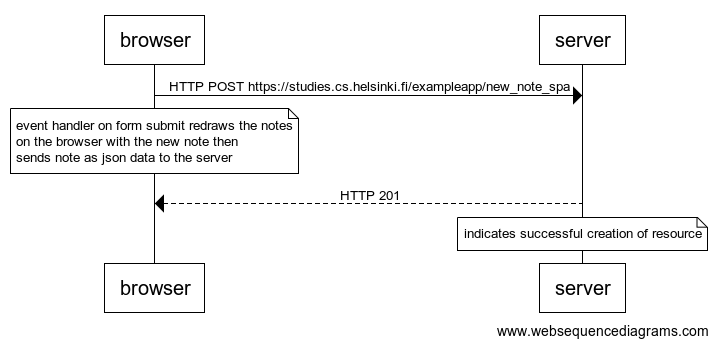 browser server
HTTP POST https://studies.cs.helsinki.fi/exampleapp/new_note_spa
event handler on form submit redraws the notes
on the browser with the new note then
sends note as json data to the server
HTTP 201
indicates successful creation of resource
browser server
www.websequencediagrams.com